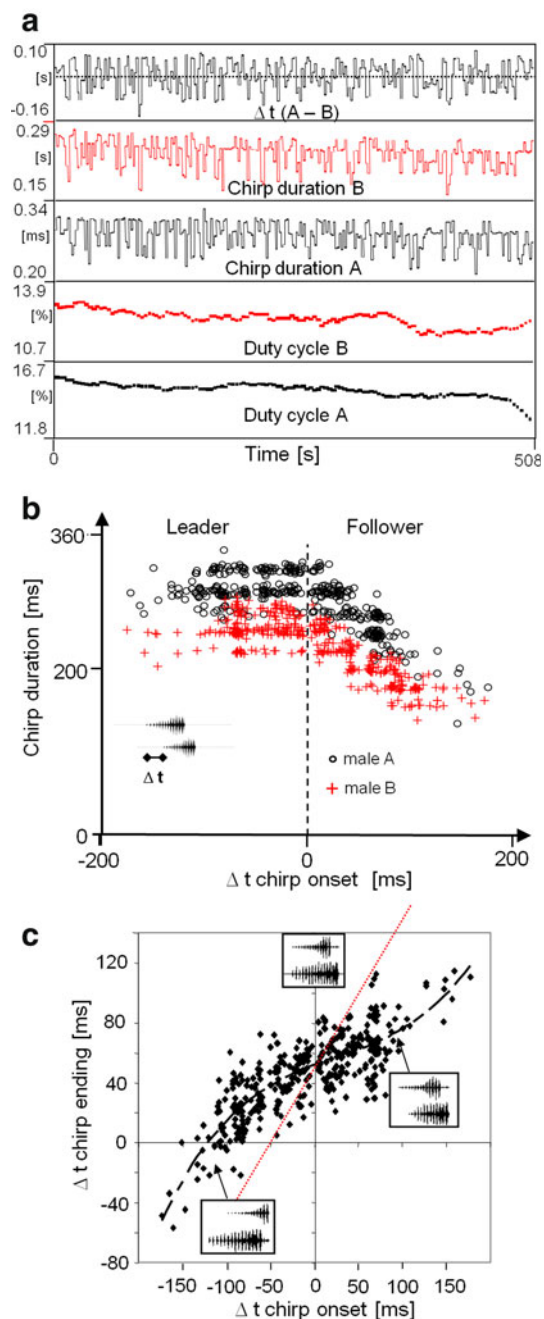 a
0.10
[s]
-0.16
Δ t (A – B)
0.29
[s]
0.15
Chirp duration B
0.34
[ms]
0.20
Chirp duration A
13.9
[%]
10.7
Duty cycle B
16.7
[%]
11.8
Duty cycle A
0
Time [s]
508
b
Leader
Follower
360
200
0
Chirp duration [ms]
Δ t
male A
male B
-200
0
200
Δ t chirp onset [ms]
c
120
80
40
0
-40
-80
Δ t chirp ending [ms]
-150
-100
-50
0
50
100
150
Δ t chirp onset [ms]